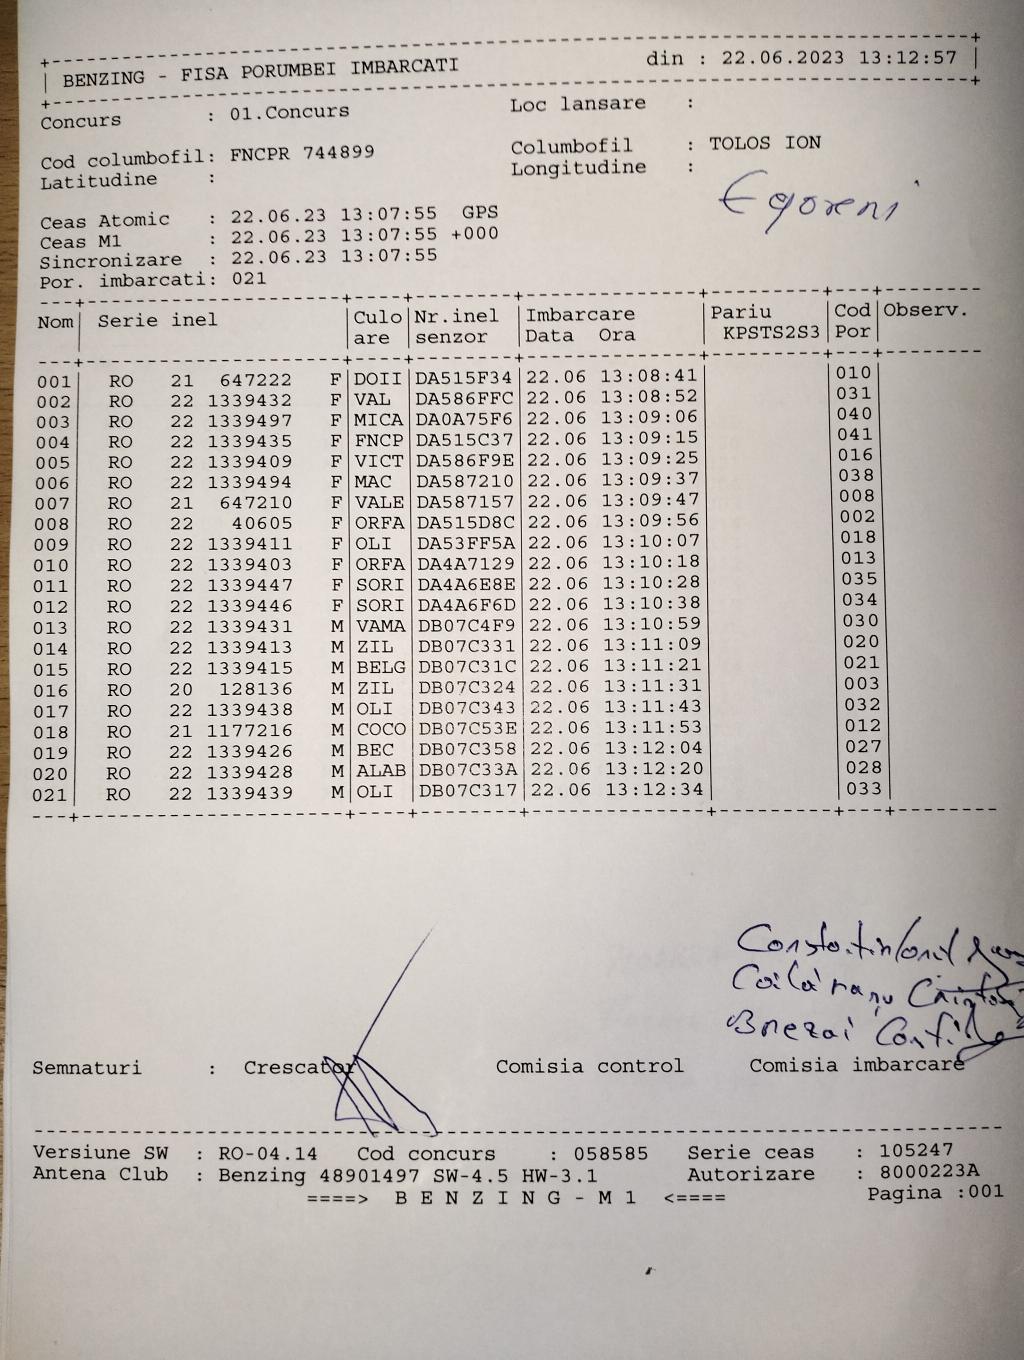 BENZING - FISA PORUMBEI IMBARCATI din : 22.06.2023 13:12:57
Concurs : 01.Concurs Loc lansare :
Cod columbofil: FNCPR 744899 Columbofil : TOLOS ION
Latitudine : Longitudine :
Egoreni
Ceas Atomic : 22.06.23 13:07:55 GPS
Ceas M1 : 22.06.23 13:07:55 +000
Sincronizare : 22.06.23 13:07:55
Por. imbarcati: 021
Nom Serie inel Culo Nr.inel Imbarcare Pariu Cod Observ.
are senzor Data Ora KPSTS2S3 Por
001 RO 21 647222 F DOII DA515F34 22.06 13:08:41 010
002 RO 22 1339432 F VAL DA586FFC 22.06 13:08:52 031
003 RO 22 1339497 F MICA DA0A75F6 22.06 13:09:06 040
004 RO 22 1339435 F FNCP DA515C37 22.06 13:09:15 041
005 RO 22 1339409 F VICT DA586F9E 22.06 13:09:25 016
006 RO 22 1339494 F MAC DA587210 22.06 13:09:37 038
007 RO 21 647210 F VALE DA587157 22.06 13:09:47 008
008 RO 22 40605 F ORFA DA515D8C 22.06 13:09:56 002
009 RO 22 1339411 F OLI DA53FF5A 22.06 13:10:07 018
010 RO 22 1339403 F ORFA DA4A7129 22.06 13:10:18 013
011 RO 22 1339447 F SORI DA4A6E8E 22.06 13:10:28 035
012 RO 22 1339446 F SORI DA4A6F6D 22.06 13:10:38 034
013 RO 22 1339431 M VAMA DB07C4F9 22.06 13:10:59 030
014 RO 22 1339413 M ZIL DB07C331 22.06 13:11:09 020
015 RO 22 1339415 M BELG DB07C31C 22.06 13:11:21 021
016 RO 20 128136 M ZIL DB07C324 22.06 13:11:31 003
017 RO 22 1339438 M OLI DB07C343 22.06 13:11:43 032
018 RO 21 1177216 M COCO DB07C53E 22.06 13:11:53 012
019 RO 22 1339426 M BEC DB07C358 22.06 13:12:04 027
020 RO 22 1339428 M ALAB DB07C33A 22.06 13:12:20 028
021 RO 22 1339439 M OLI DB07C317 22.06 13:12:34 033
Semnaturi : Crescator Comisia control Comisia imbarcare
Versiune SW : RO-04.14 Cod concurs : 058585 Serie ceas : 105247
Antena Club : Benzing 48901497 SW-4.5 HW-3.1 Autorizare : 8000223A
====> B E N Z I N G - M 1 <==== Pagina :001